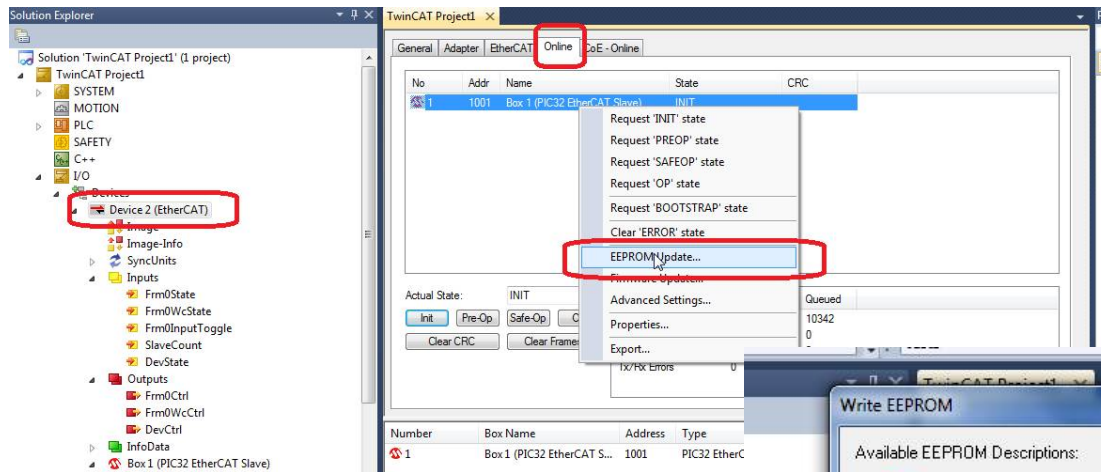 Solution Explorer
Solution 'TwinCAT Project1' (1 project)
TwinCAT Project1
SYSTEM
MOTION
PLC
SAFETY
C++
I/O
Devices
Device 2 (EtherCAT)
Image
Image-Info
SyncUnits
Inputs
Frm0State
Frm0WcState
Frm0InputToggle
SlaveCount
DevState
Outputs
Frm0Ctrl
Frm0WcCtrl
DevCtrl
InfoData
Box 1 (PIC32 EtherCAT Slave)
TwinCAT Project1
General Adapter EtherCAT Online CoE - Online
No Addr Name State CRC
1 1001 Box 1 (PIC32 EtherCAT Slave) INIT
Request 'INIT' state
Request 'PREOP' state
Request 'SAFEOP' state
Request 'OP' state
Request 'BOOTSTRAP' state
Clear 'ERROR' state
EEPROM Update...
Firmware Update...
Advanced Settings...
Properties...
Export...
Actual State: INIT
Init Pre-Op Safe-Op
Clear CRC Clear Frame
Queued
10342
0
Tx/Rx Errors 0
Number Box Name Address Type
1 Box 1 (PIC32 EtherCAT S... 1001 PIC32 EtherC
TwinCAT Project1
Write EEPROM
Available EEPROM Descriptions: